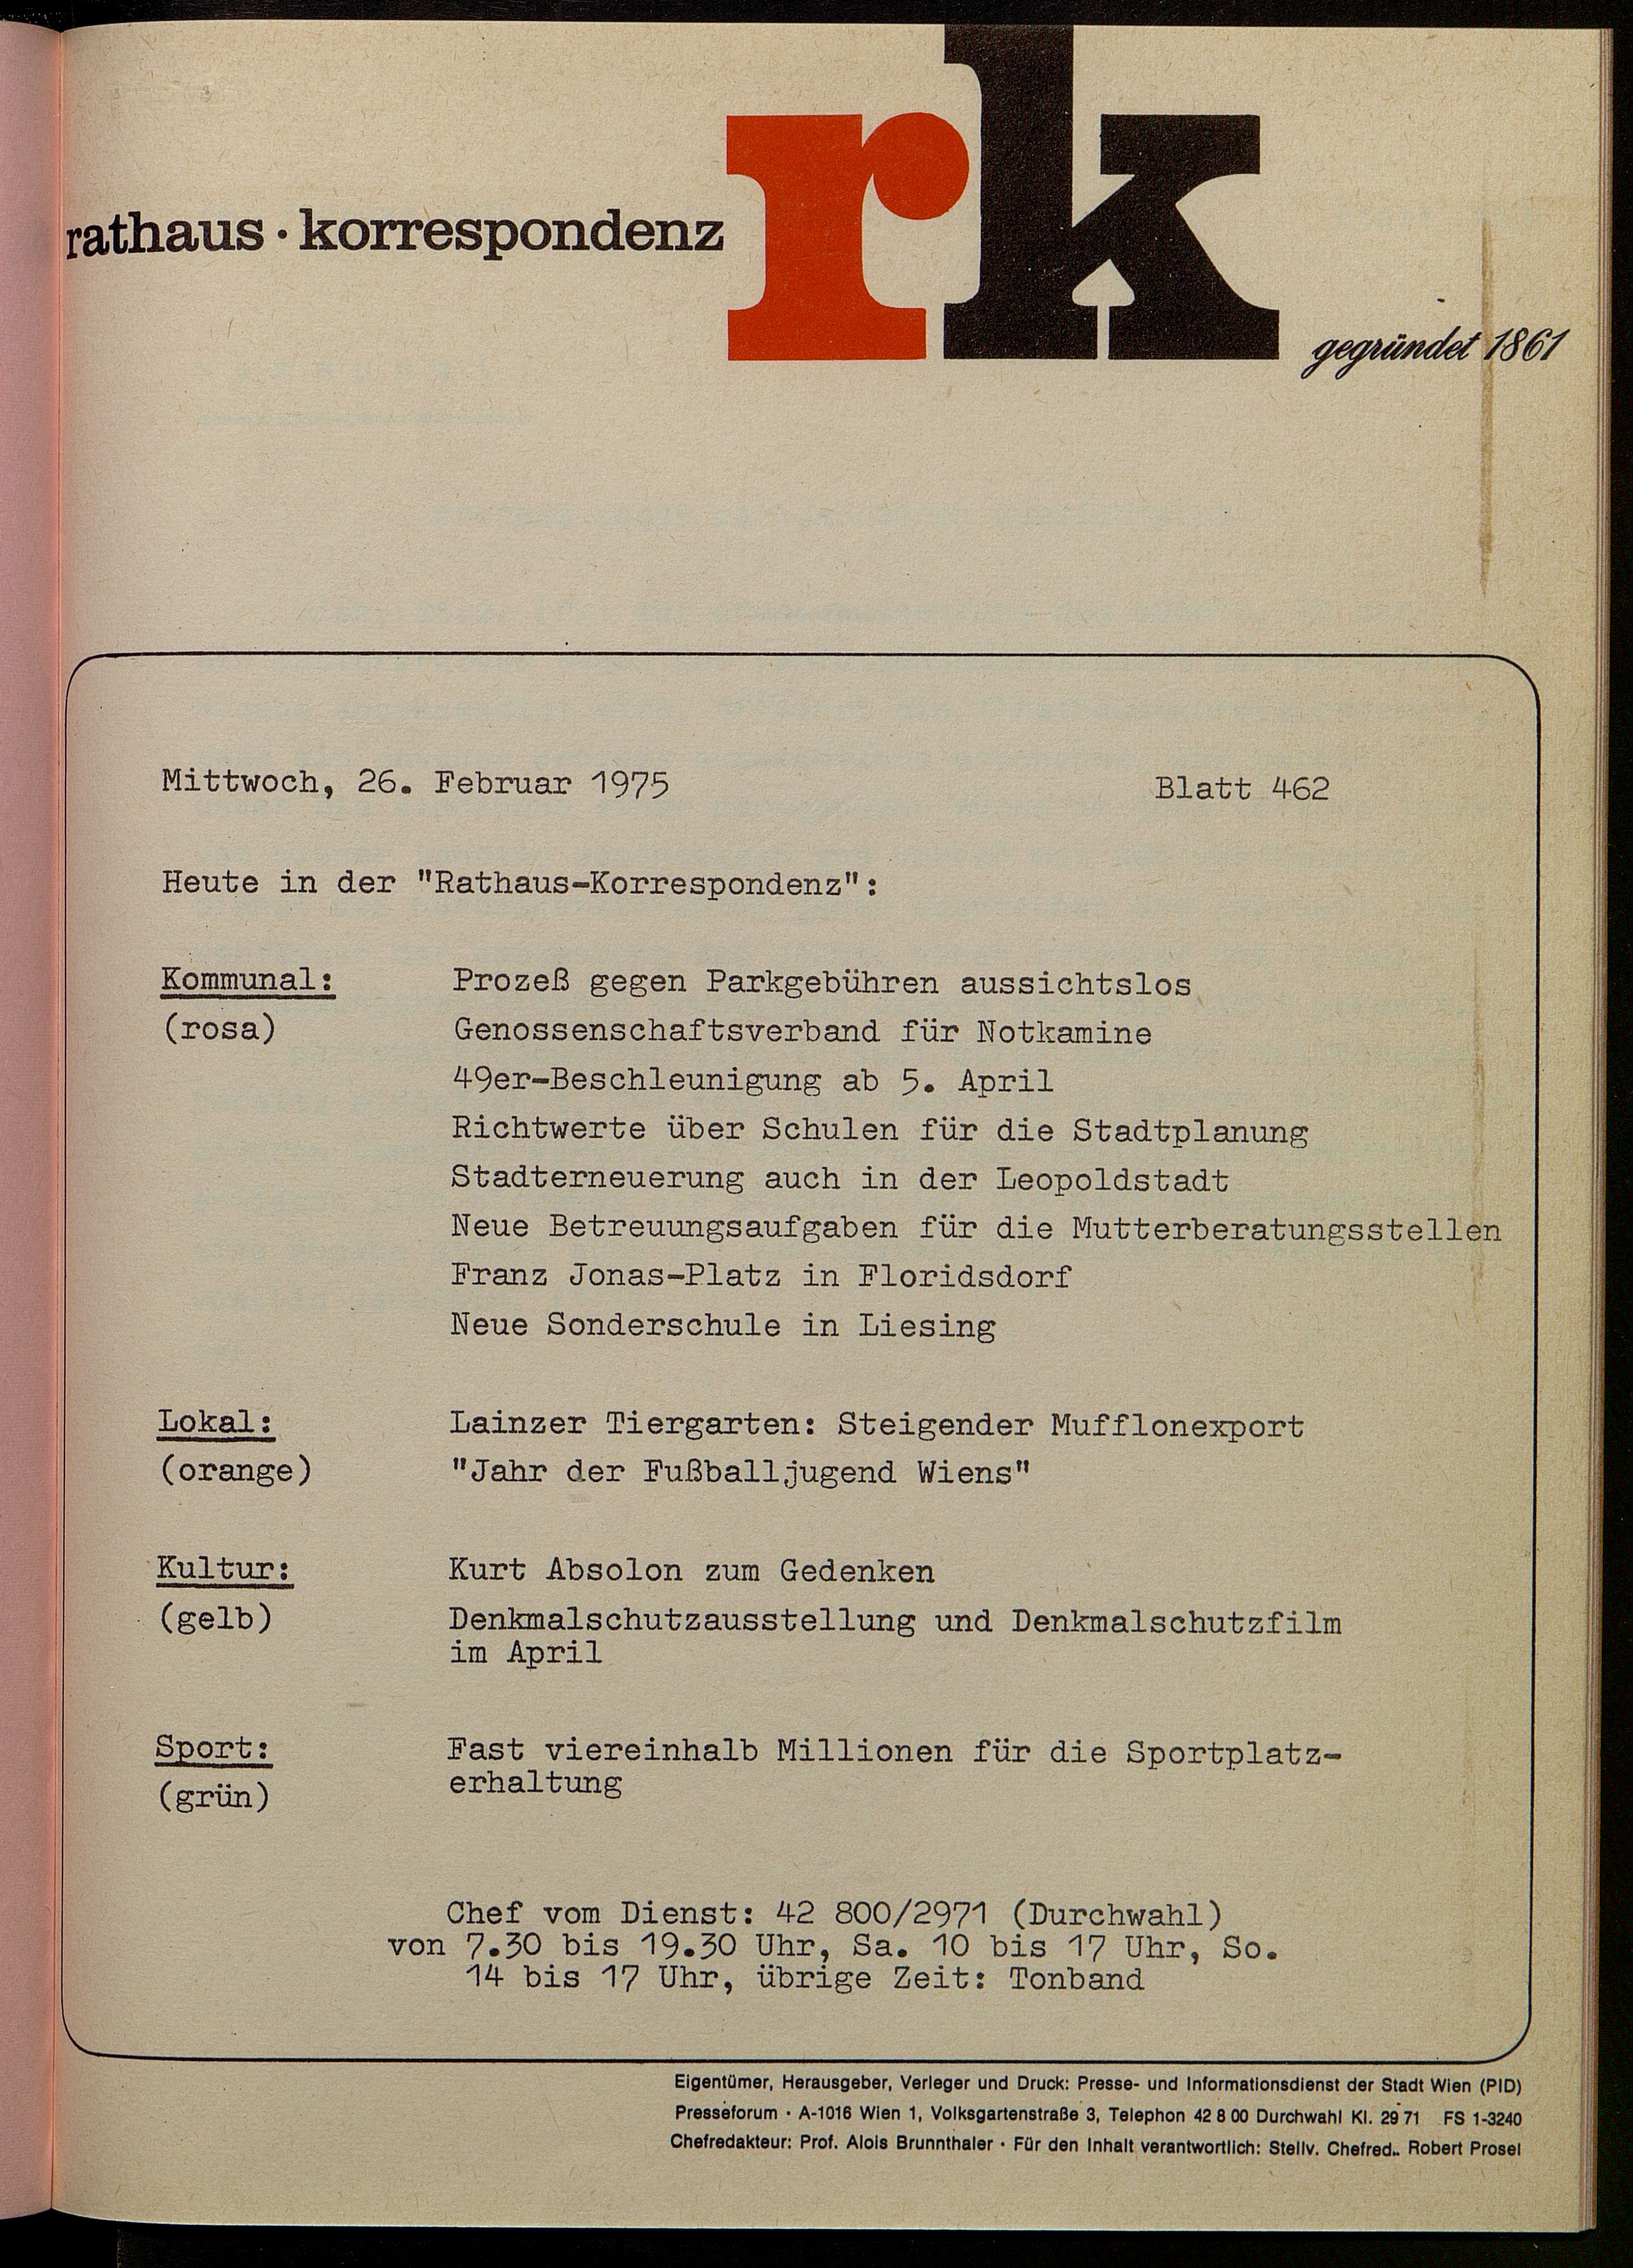 rk
rathaus · korrespondenz
gegründet 1861
Mittwoch, 26. Februar 1975 Blatt 462
Heute in der "Rathaus-Korrespondenz":
Kommunal: Prozeß gegen Parkgebühren aussichtslos
(rosa) Genossenschaftsverband für Notkamine
49er-Beschleunigung ab 5. April
Richtwerte über Schulen für die Stadtplanung
Stadterneuerung auch in der Leopoldstadt
Neue Betreuungsaufgaben für die Mutterberatungsstellen
Franz Jonas-Platz in Floridsdorf
Neue Sonderschule in Liesing
Lokal: Lainzer Tiergarten: Steigender Mufflonexport
(orange) "Jahr der Fußballjugend Wiens"
Kultur: Kurt Absolon zum Gedenken
(gelb) Denkmalschutzausstellung und Denkmalschutzfilm
im April
Sport: Fast viereinhalb Millionen für die Sportplatz-
(grün) erhaltung
Chef vom Dienst: 42 800/2971 (Durchwahl)
von 7.30 bis 19.30 Uhr, Sa. 10 bis 17 Uhr, So.
14 bis 17 Uhr, übrige Zeit: Tonband
Eigentümer, Herausgeber, Verleger und Druck: Presse- und Informationsdienst der Stadt Wien (PID)
Presseforum · A-1016 Wien 1, Volksgartenstraße 3, Telephon 42 8 00 Durchwahl Kl. 29 71 FS 1-3240
Chefredakteur: Prof. Alois Brunnthaler · Für den Inhalt verantwortlich: Stellv. Chefred.. Robert Prosel